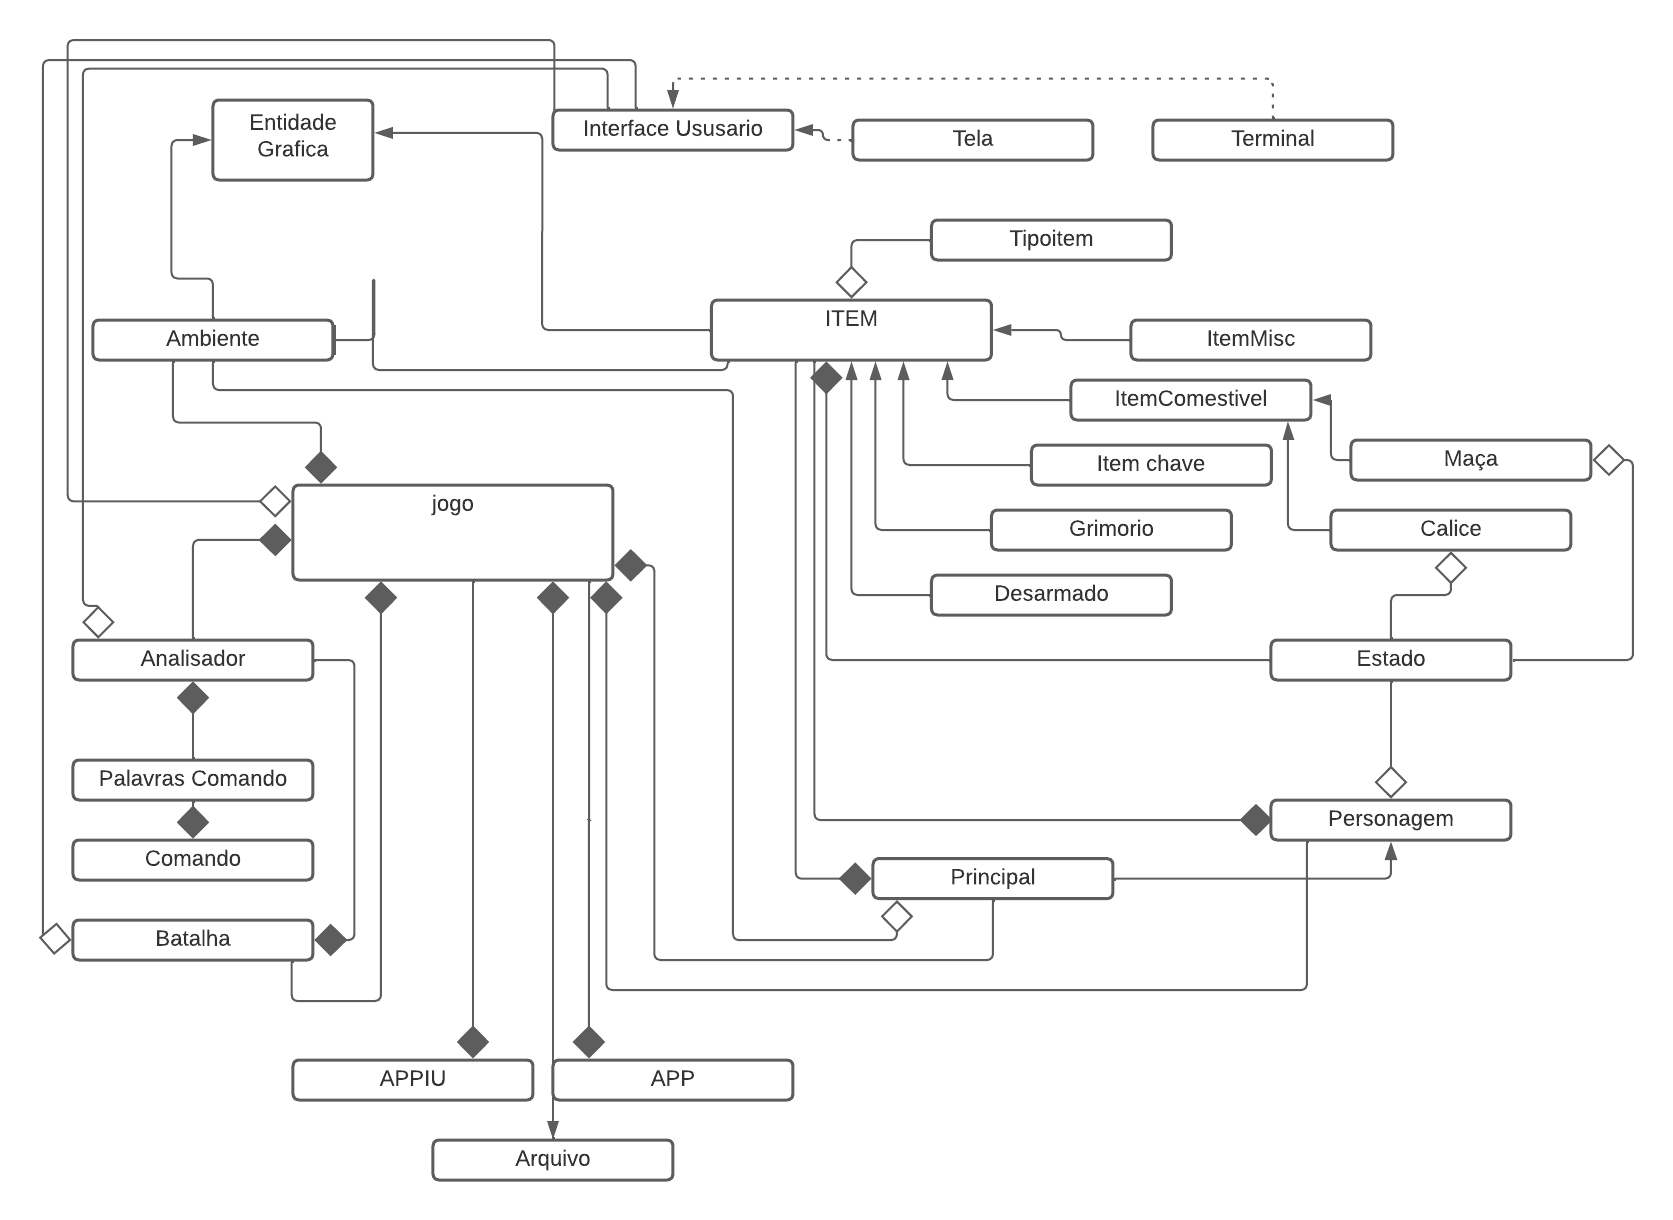 Entidade
Grafica
Interface Ususario
Tela
Terminal
Tipoitem
ITEM
Ambiente
ItemMisc
ItemComestivel
Item chave
Maça
jogo
Grimorio
Calice
Desarmado
Analisador
Estado
Palavras Comando
Personagem
Comando
Principal
Batalha
APPIU
APP
Arquivo